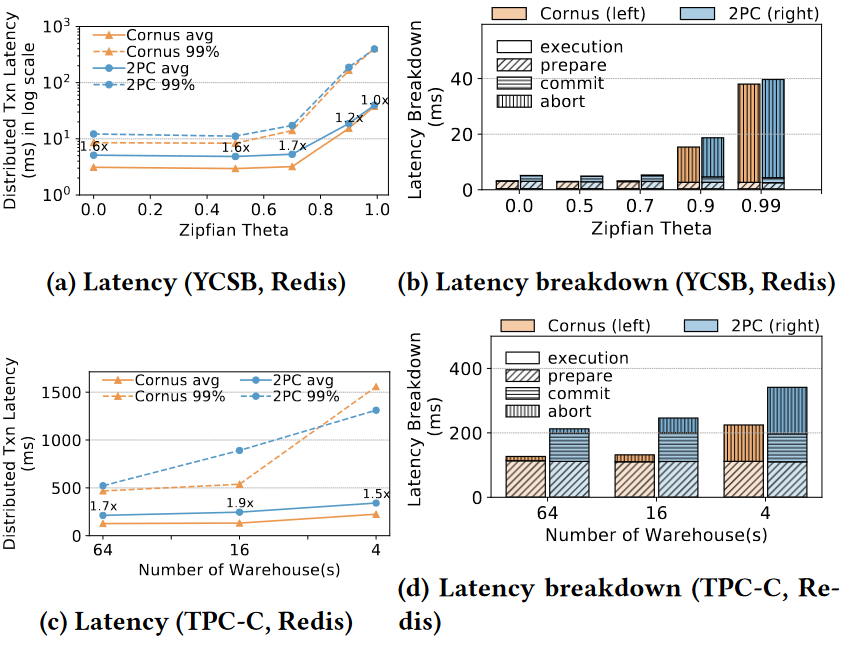 Distributed Txn Latency
(ms) in log scale
10³
10²
10¹
10⁰
Cornus avg
Cornus 99%
2PC avg
2PC 99%
1.6x
1.6x
1.7x
1.2x
1.0x
0.0 0.2 0.4 0.6 0.8 1.0
Zipfian Theta
(a) Latency (YCSB, Redis)
Cornus (left) 2PC (right)
Latency Breakdown
(ms)
execution
prepare
commit
abort
40
20
0
0.0 0.5 0.7 0.9 0.99
Zipfian Theta
(b) Latency breakdown (YCSB, Redis)
Distributed Txn Latency
(ms)
1500
1000
500
0
Cornus avg 2PC avg
Cornus 99% 2PC 99%
1.7x
1.9x
1.5x
64 16 4
Number of Warehouse(s)
(c) Latency (TPC-C, Redis)
Cornus (left) 2PC (right)
Latency Breakdown
(ms)
execution
prepare
commit
abort
400
200
0
64 16 4
Number of Warehouse(s)
(d) Latency breakdown (TPC-C, Re-
dis)